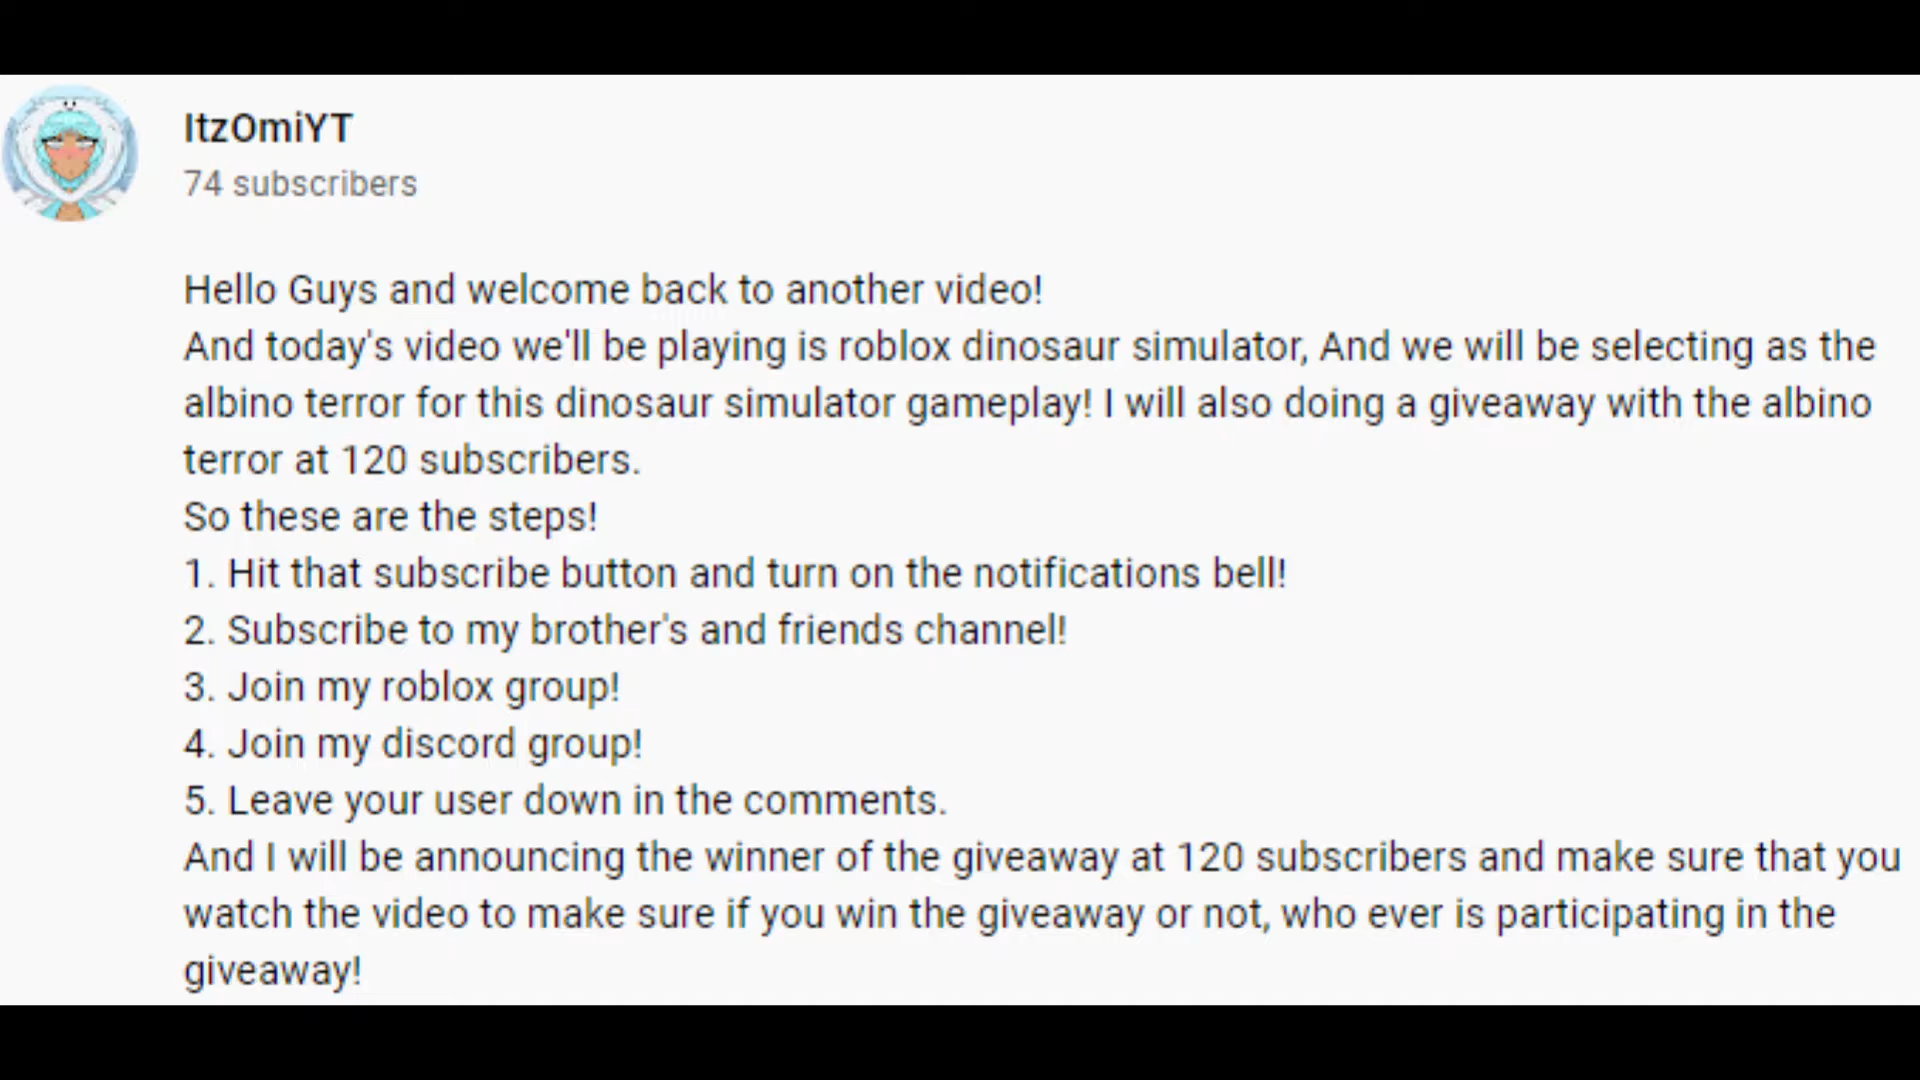 ItzOmiYT
74 subscribers
Hello Guys and welcome back to another video!
And today's video we'll be playing is roblox dinosaur simulator, And we will be selecting as the
albino terror for this dinosaur simulator gameplay! I will also doing a giveaway with the albino
terror at 120 subscribers.
So these are the steps!
1. Hit that subscribe button and turn on the notifications bell!
2. Subscribe to my brother's and friends channel!
3. Join my roblox group!
4. Join my discord group!
5. Leave your user down in the comments.
And I will be announcing the winner of the giveaway at 120 subscribers and make sure that you
watch the video to make sure if you win the giveaway or not, who ever is participating in the
giveaway!